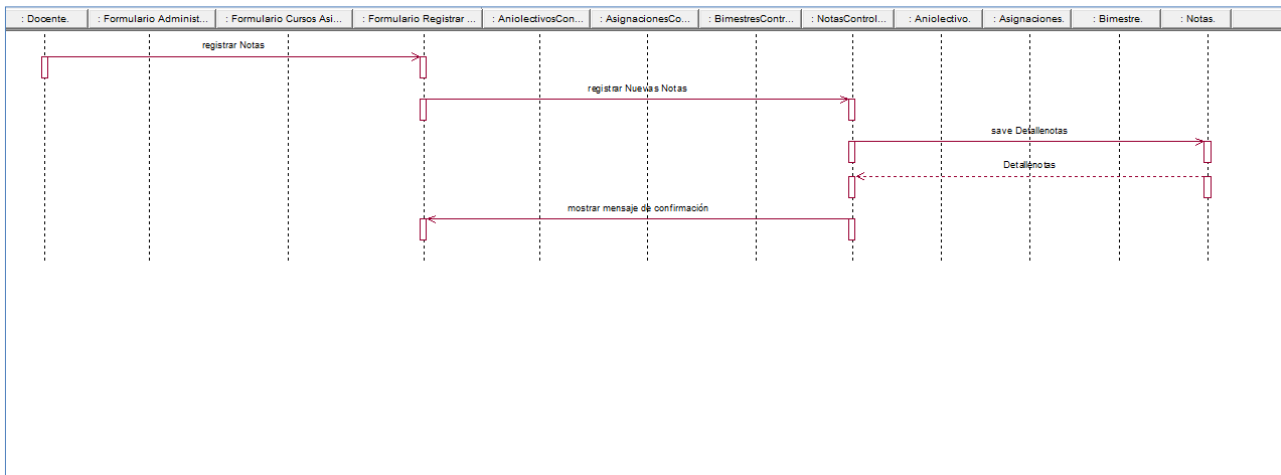 : Docente.
: Formulario Administ...
: Formulario Cursos Asi...
: Formulario Registrar ...
: AniolectivosCon...
: AsignacionesCo...
: BimestresContr...
: NotasControl...
: Aniolectivo.
: Asignaciones.
: Bimestre.
: Notas.
registrar Notas
registrar Nuevas Notas
save Detallenotas
Detallenotas
mostrar mensaje de confirmación